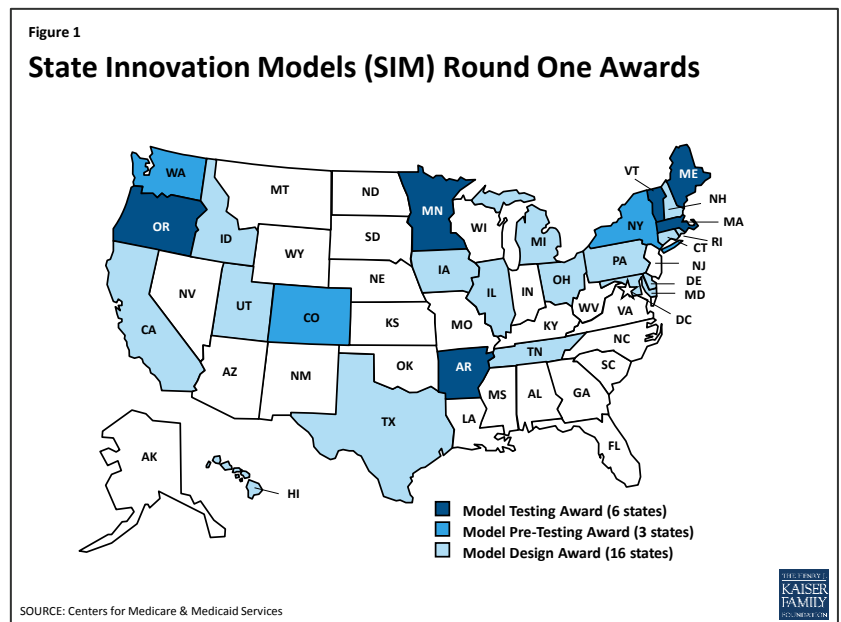 Figure 1
State Innovation Models (SIM) Round One Awards
WA
MT
ND
MN
VT
ME
OR
ID
WY
SD
WI
MI
NY
NH
MA
CT
RI
NV
UT
CO
NE
IA
IL
IN
OH
PA
NJ
DE
MD
DC
CA
AZ
NM
KS
MO
KY
WV
VA
OK
AR
TN
NC
SC
TX
LA
MS
AL
GA
FL
AK
HI
Model Testing Award (6 states)
Model Pre-Testing Award (3 states)
Model Design Award (16 states)
SOURCE: Centers for Medicare & Medicaid Services
THE HENRY J.
KAISER
FAMILY
FOUNDATION